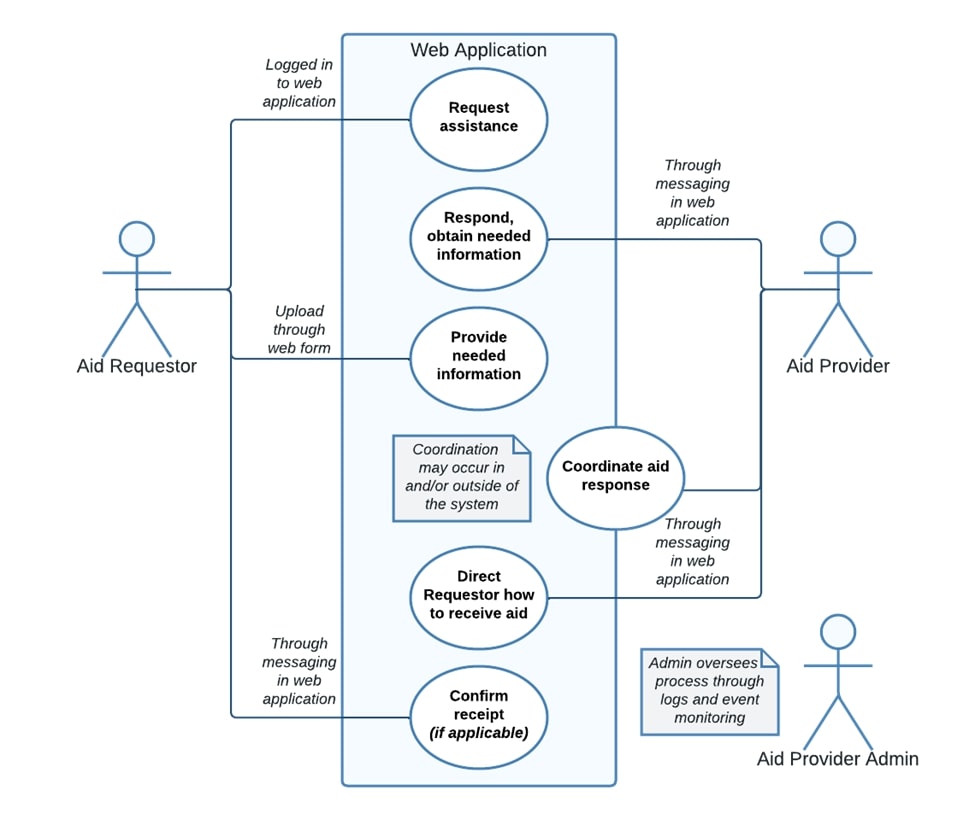 Web Application
Logged in
to web
application
Request
assistance
Through
messaging
in web
application
Respond,
obtain needed
information
Upload
through
web form
Provide
needed
information
Aid Requestor
Aid Provider
Coordination
may occur in
and/or outside of
the system
Coordinate aid
response
Through
messaging
in web
application
Direct
Requestor how
to receive aid
Through
messaging
in web
application
Confirm
receipt
(if applicable)
Admin oversees
process through
logs and event
monitoring
Aid Provider Admin